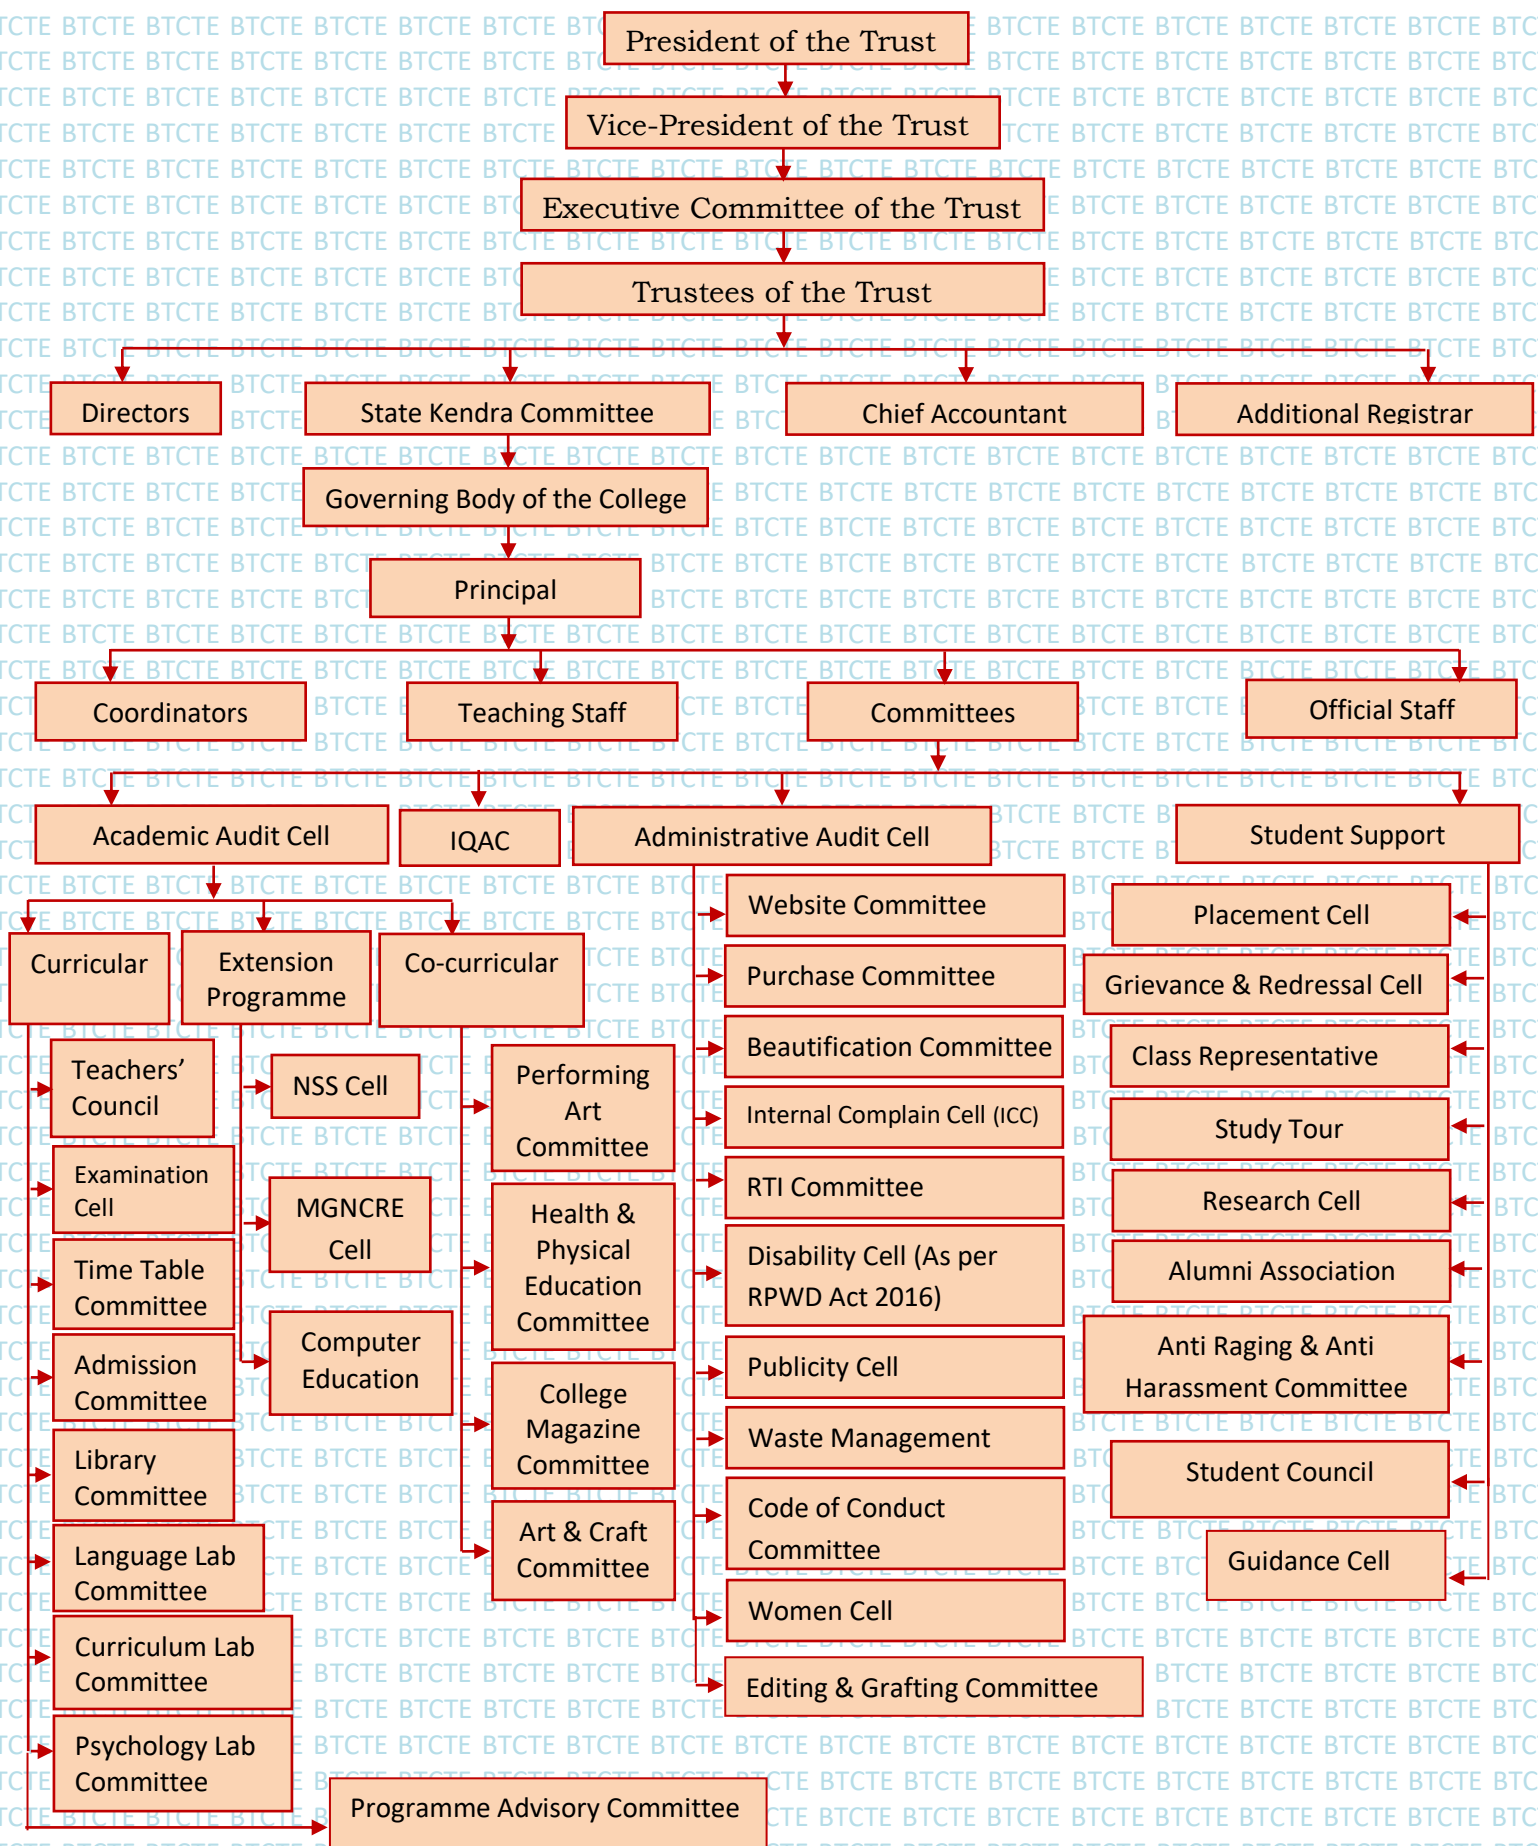 President of the Trust
Vice-President of the Trust
Executive Committee of the Trust
Trustees of the Trust
Directors
State Kendra Committee
Chief Accountant
Additional Registrar
Governing Body of the College
Principal
Coordinators
Teaching Staff
Committees
Official Staff
Academic Audit Cell
IQAC
Administrative Audit Cell
Student Support
Curricular
Extension
Programme
Co-curricular
Teachers’
Council
Examination
Cell
Time Table
Committee
Admission
Committee
Library
Committee
Language Lab
Committee
Curriculum Lab
Committee
Psychology Lab
Committee
Programme Advisory Committee
NSS Cell
MGNCRE
Cell
Computer
Education
Performing
Art
Committee
Health &
Physical
Education
Committee
College
Magazine
Committee
Art & Craft
Committee
Website Committee
Purchase Committee
Beautification Committee
Internal Complain Cell (ICC)
RTI Committee
Disability Cell (As per
RPWD Act 2016)
Publicity Cell
Waste Management
Code of Conduct
Committee
Women Cell
Editing & Grafting Committee
Placement Cell
Grievance & Redressal Cell
Class Representative
Study Tour
Research Cell
Alumni Association
Anti Raging & Anti
Harassment Committee
Student Council
Guidance Cell